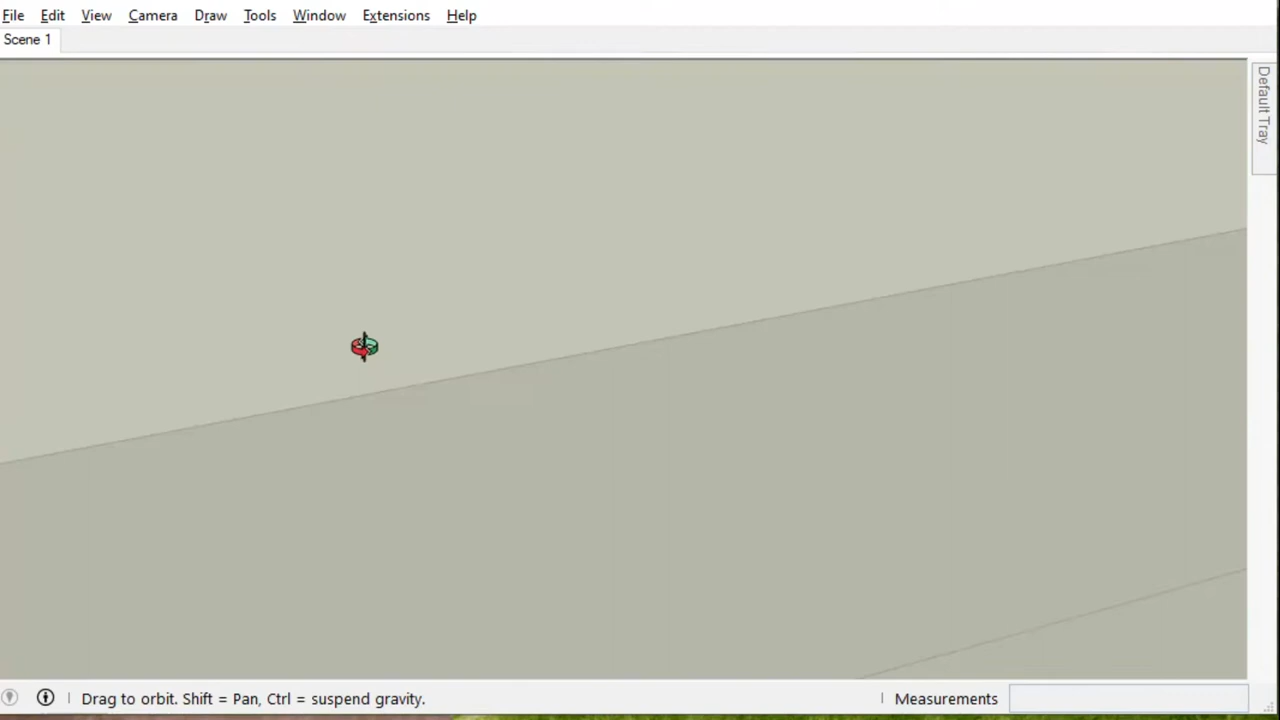 File Edit View Camera Draw Tools Window Extensions Help
Scene 1
Default Tray
Drag to orbit. Shift = Pan, Ctrl = suspend gravity.
Measurements